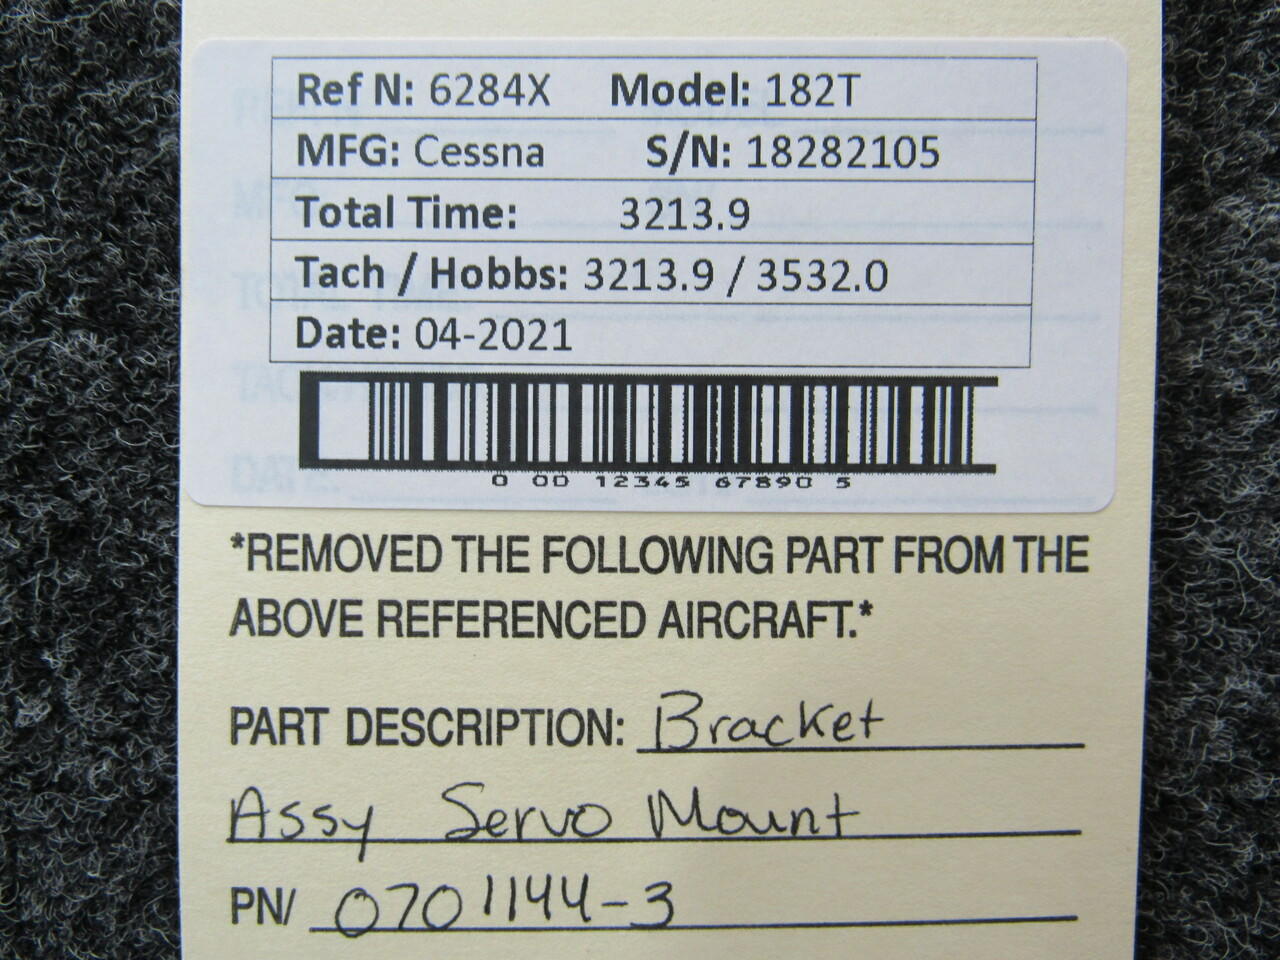 Ref N: 6284X Model: 182T
MFG: Cessna S/N: 18282105
Total Time: 3213.9
Tach / Hobbs: 3213.9 / 3532.0
Date: 04-2021
0 00 12345 67890 5
*REMOVED THE FOLLOWING PART FROM THE
ABOVE REFERENCED AIRCRAFT.*
PART DESCRIPTION: Bracket
Assy Servo Mount
PN/ 0701144-3